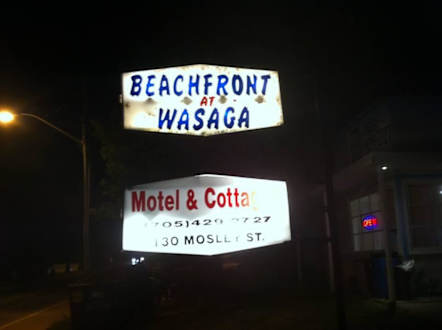 BEACHFRONT
AT
WASAGA
Motel &
(705)429
130 ST.
OPEN